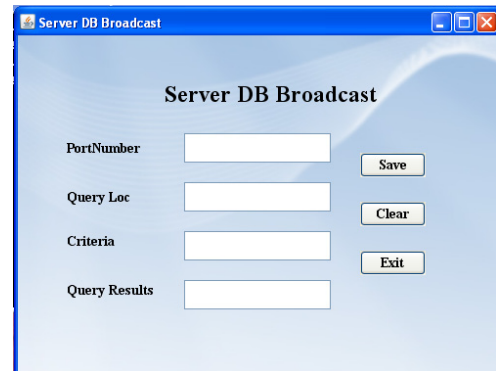 Server DB Broadcast
Server DB Broadcast
PortNumber
Save
Query Loc
Clear
Criteria
Exit
Query Results